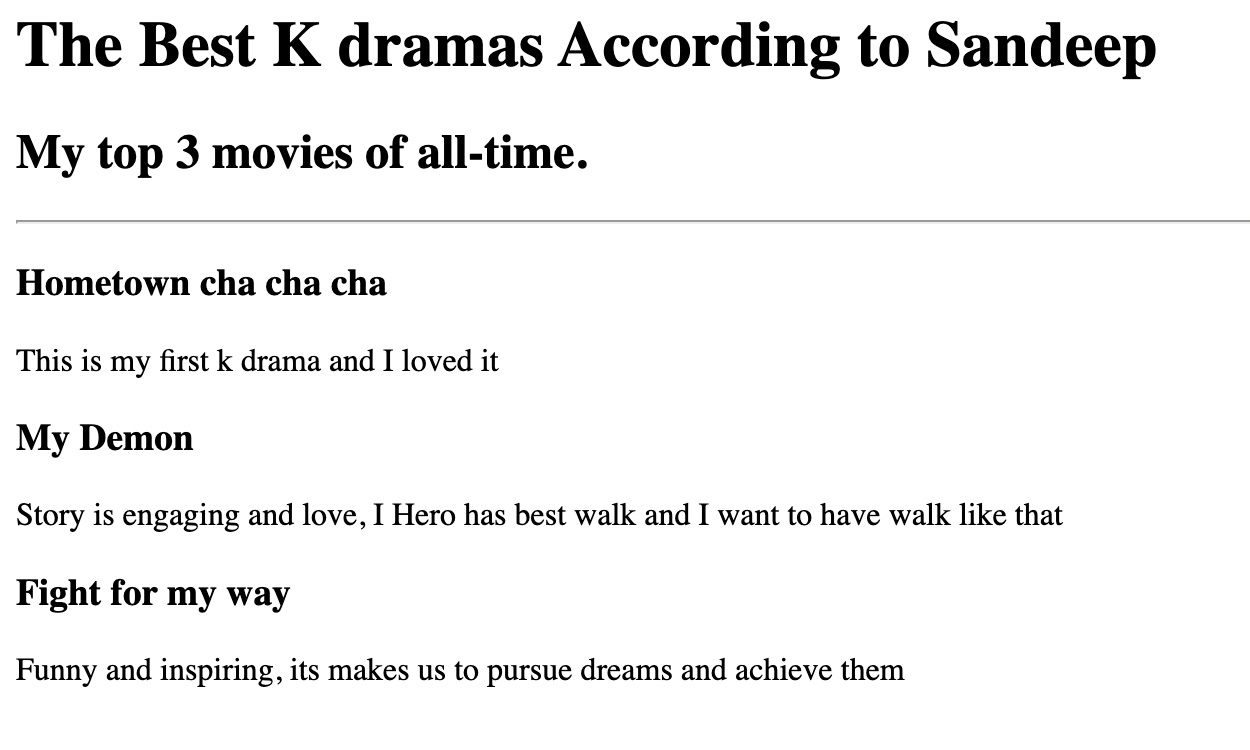 The Best K dramas According to Sandeep
My top 3 movies of all-time.
Hometown cha cha cha
This is my first k drama and I loved it
My Demon
Story is engaging and love, I Hero has best walk and I want to have walk like that
Fight for my way
Funny and inspiring, its makes us to pursue dreams and achieve them